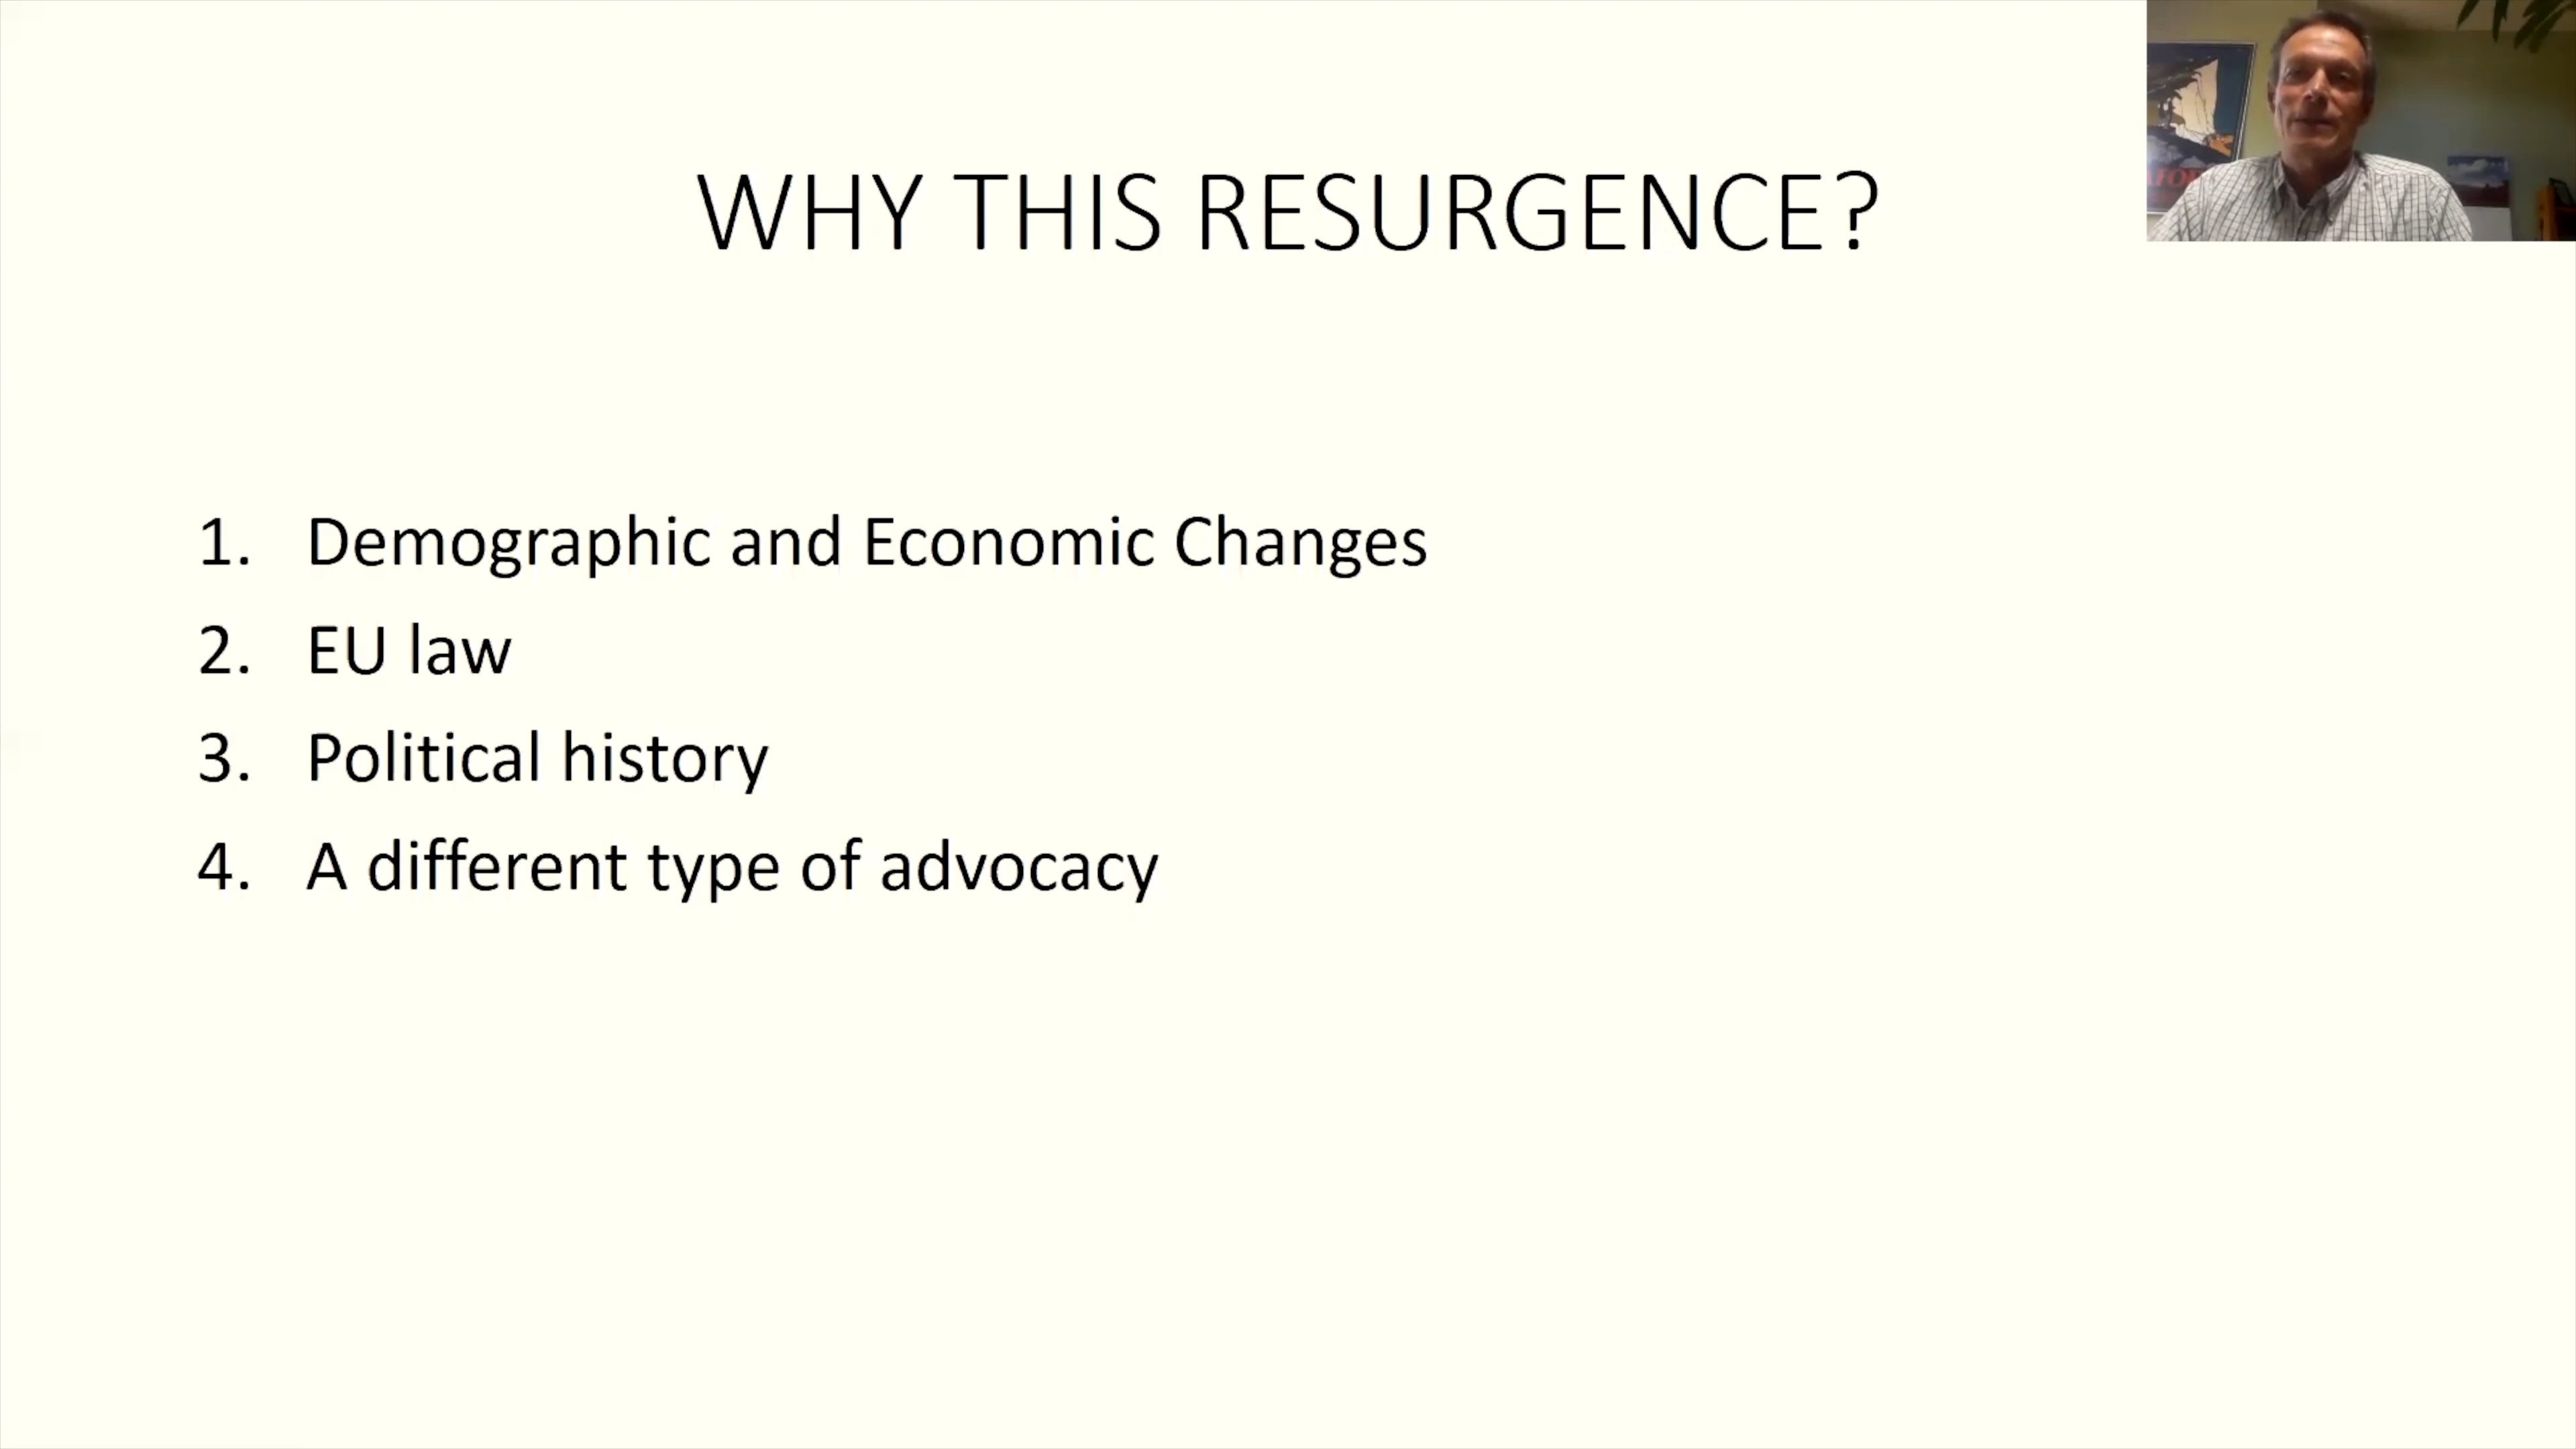 WHY THIS RESURGENCE?
1. Demographic and Economic Changes
2. EU law
3. Political history
4. A different type of advocacy